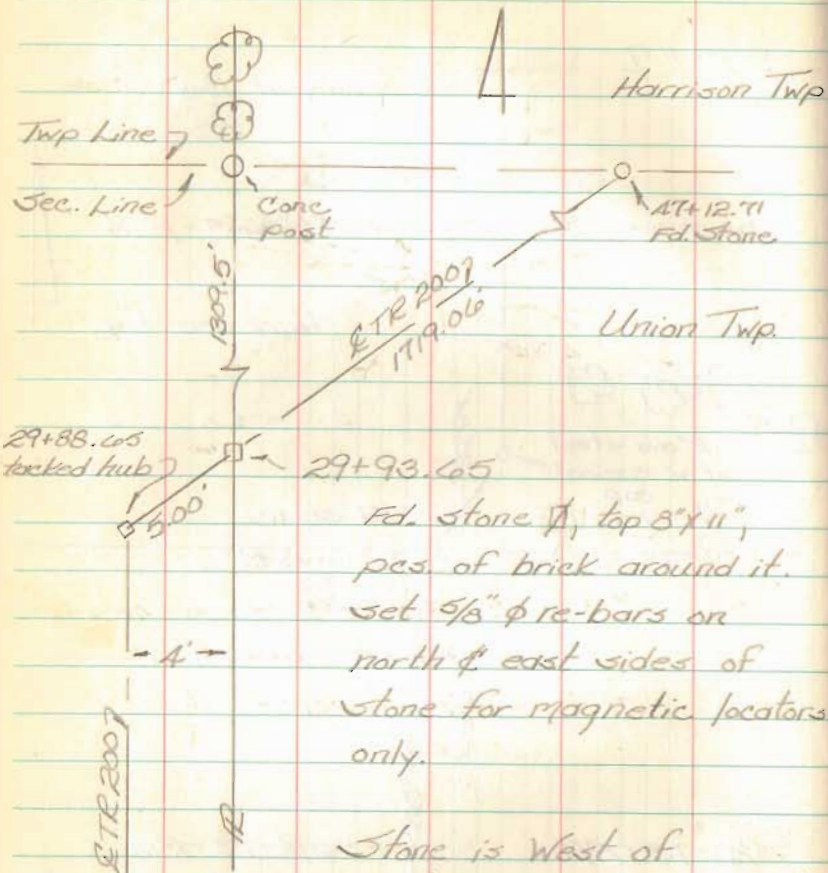 Harrison Twp
Twp Line
Sec. Line
Conc
post
47+12.71
Fd. Stone
1309.5'
℄ TR 200?
1719.06'
Union Twp.
29+88.65
tacked hub
5.00'
29+93.65
Fd. stone, top 8"x11",
pcs. of brick around it.
set 5/8" ϕ re-bars on
north & east sides of
stone for magnetic locators
only.
4'
℄ TR 200?
Stone is West of